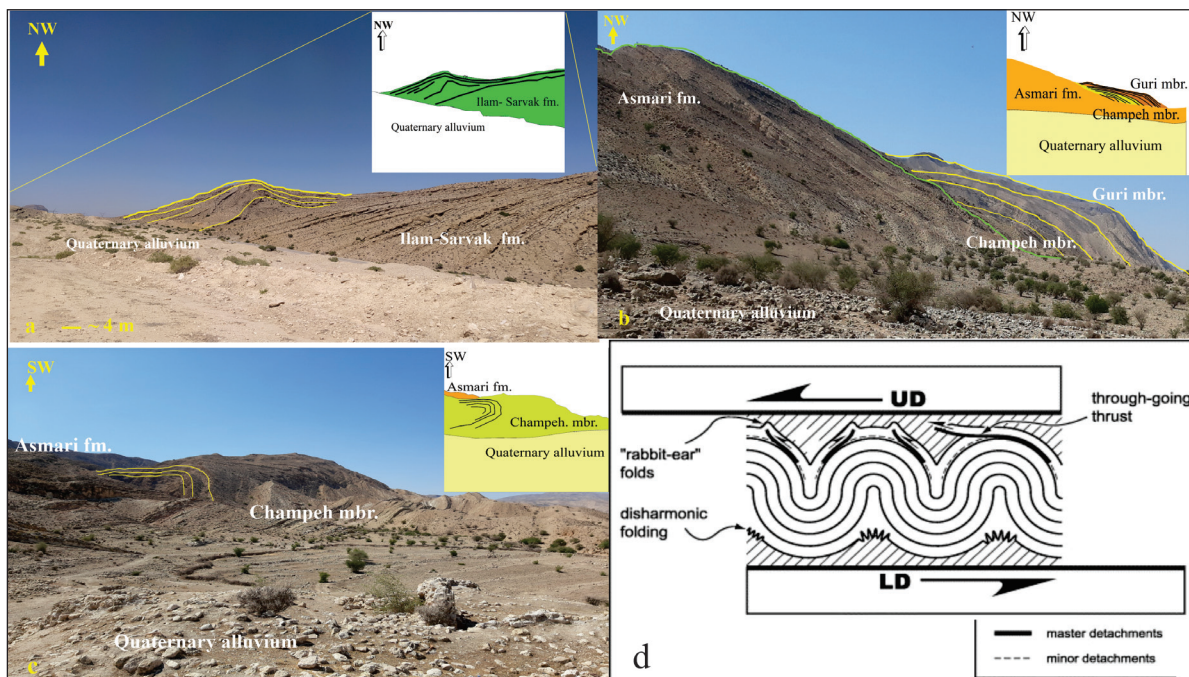 NW
NW
Ilam- Sarvak fm.
Quaternary alluvium
Quaternary alluvium
Ilam-Sarvak fm.
a
~ 4 m
NW
NW
Asmari fm.
Guri mbr.
Asmari fm.
Champeh mbr.
Quaternary alluvium
Guri mbr.
Champeh mbr.
Quaternary alluvium
b
SW
SW
Asmari fm.
Champeh. mbr.
Quaternary alluvium
Asmari fm.
Champeh mbr.
Quaternary alluvium
c
UD
through-going
thrust
"rabbit-ear"
folds
disharmonic
folding
LD
d
master detachments
minor detachments